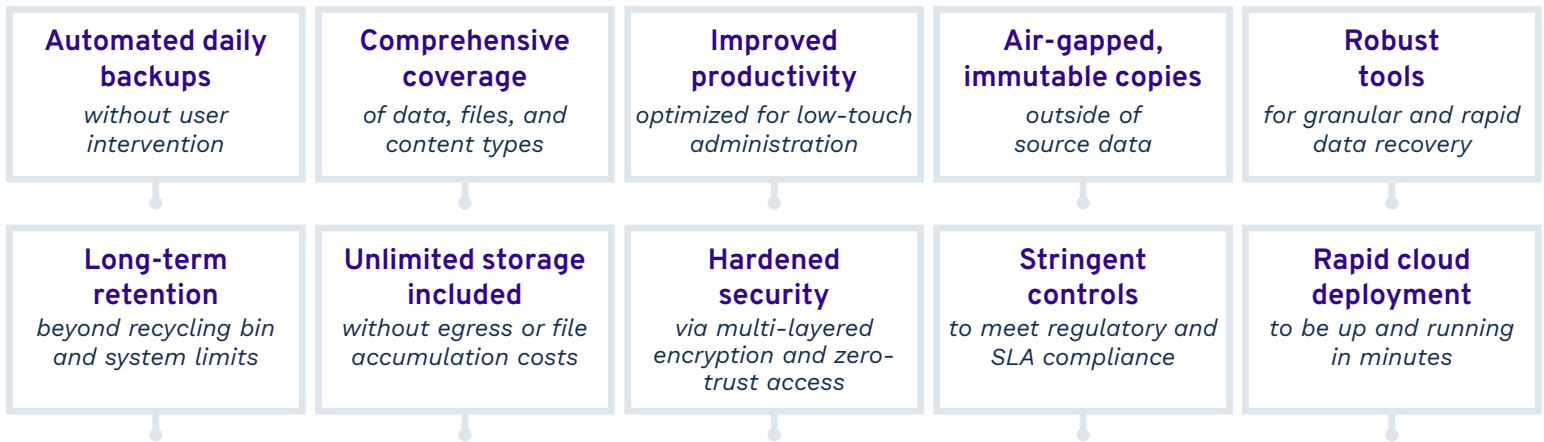 Automated daily
backups
without user
intervention
Comprehensive
coverage
of data, files, and
content types
Improved
productivity
optimized for low-touch
administration
Air-gapped,
immutable copies
outside of
source data
Robust
tools
for granular and rapid
data recovery
Long-term
retention
beyond recycling bin
and system limits
Unlimited storage
included
without egress or file
accumulation costs
Hardened
security
via multi-layered
encryption and zero-
trust access
Stringent
controls
to meet regulatory and
SLA compliance
Rapid cloud
deployment
to be up and running
in minutes